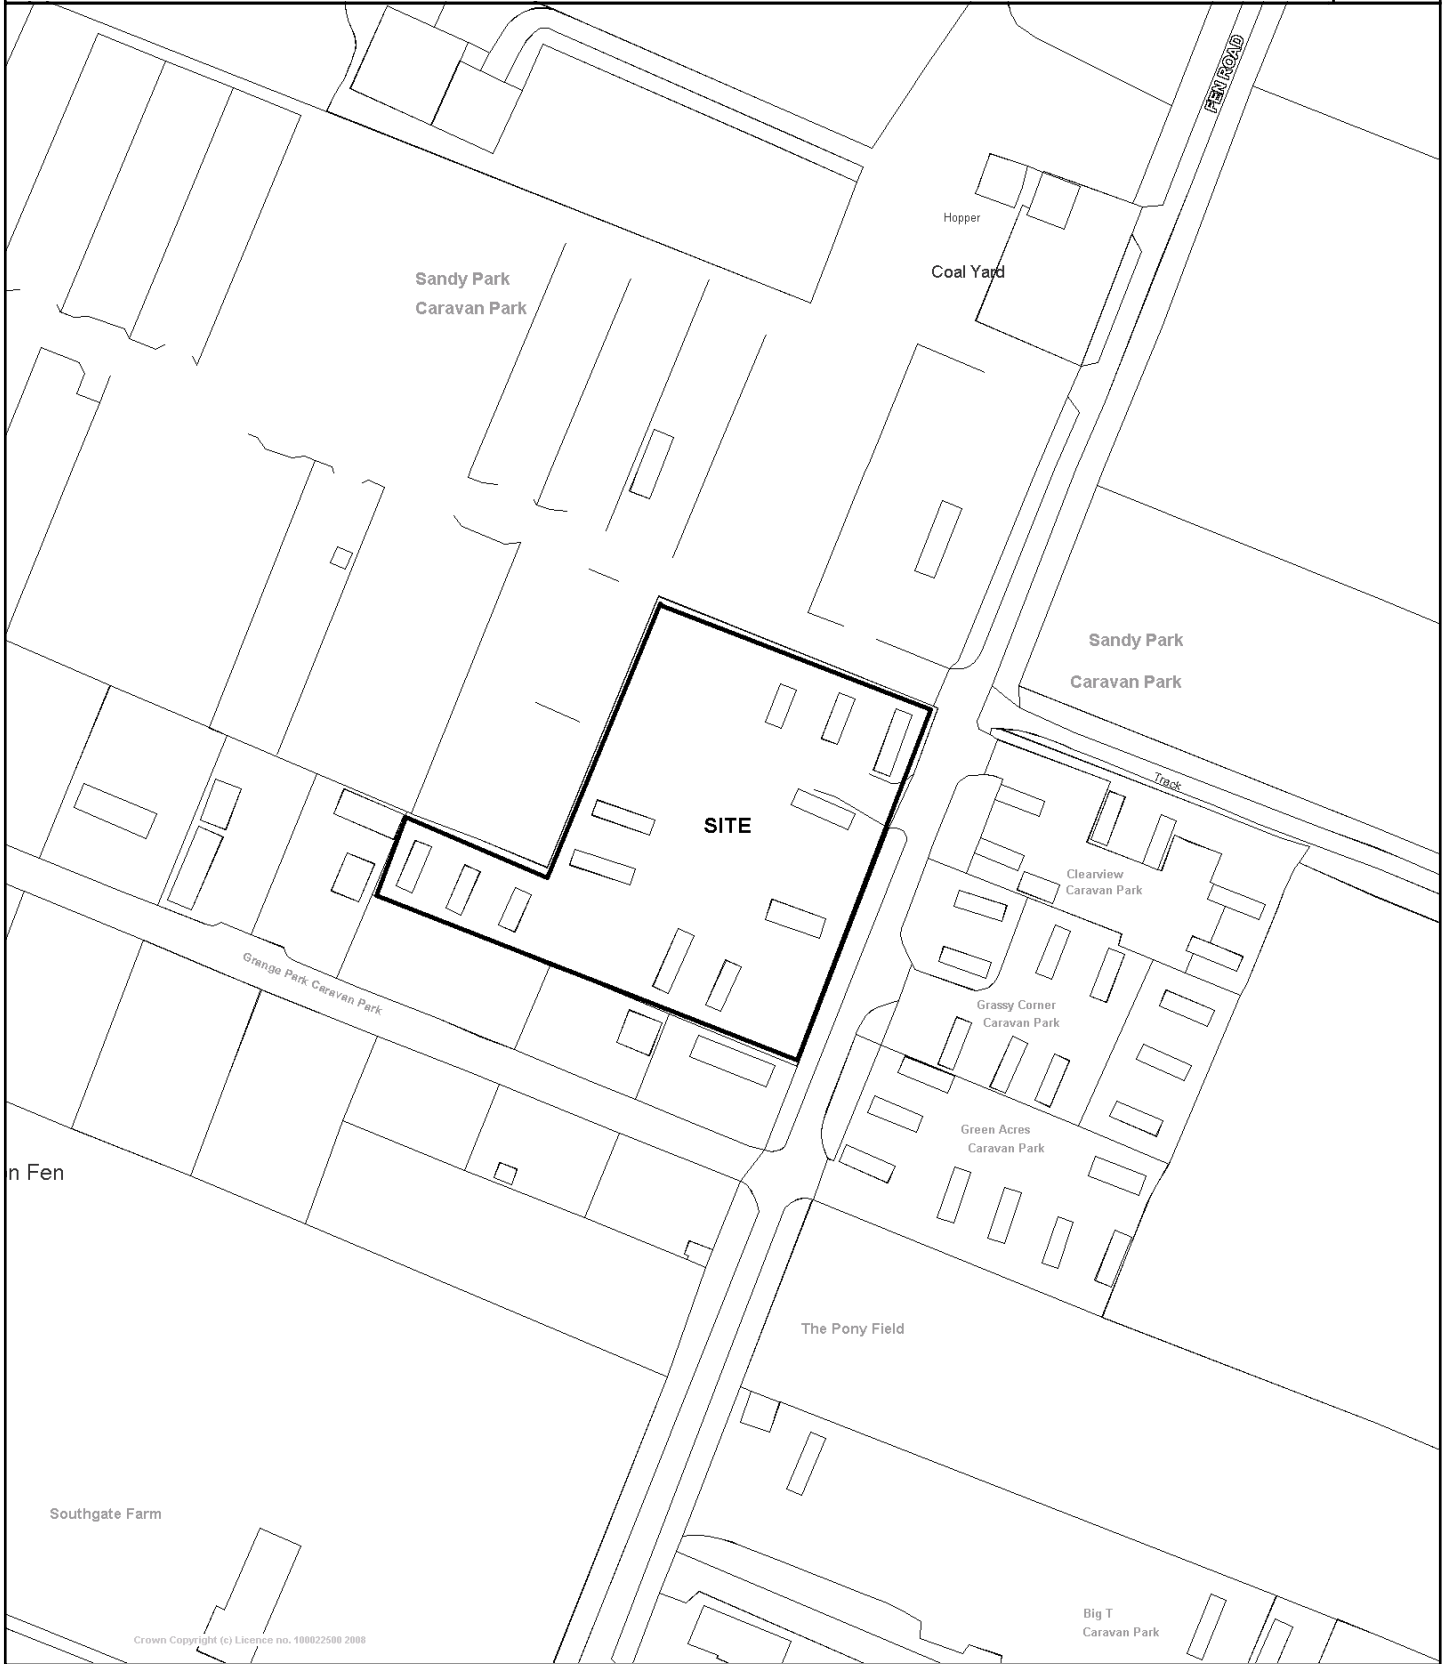 FEN ROAD
Hopper
Coal Yard
Sandy Park
Caravan Park
Sandy Park
Caravan Park
Track
SITE
Clearview
Caravan Park
Grange Park Caravan Park
Grassy Corner
Caravan Park
Green Acres
Caravan Park
n Fen
The Pony Field
Southgate Farm
Big T
Caravan Park
Crown Copyright (c) Licence no. 100022500 2008